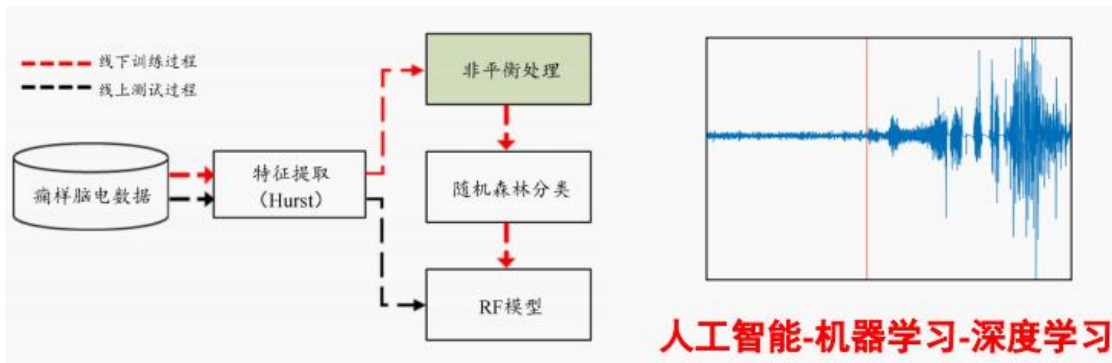 线下训练过程
线上测试过程
非平衡处理
痫样脑电数据
特征提取
（Hurst）
随机森林分类
RF模型
人工智能-机器学习-深度学习